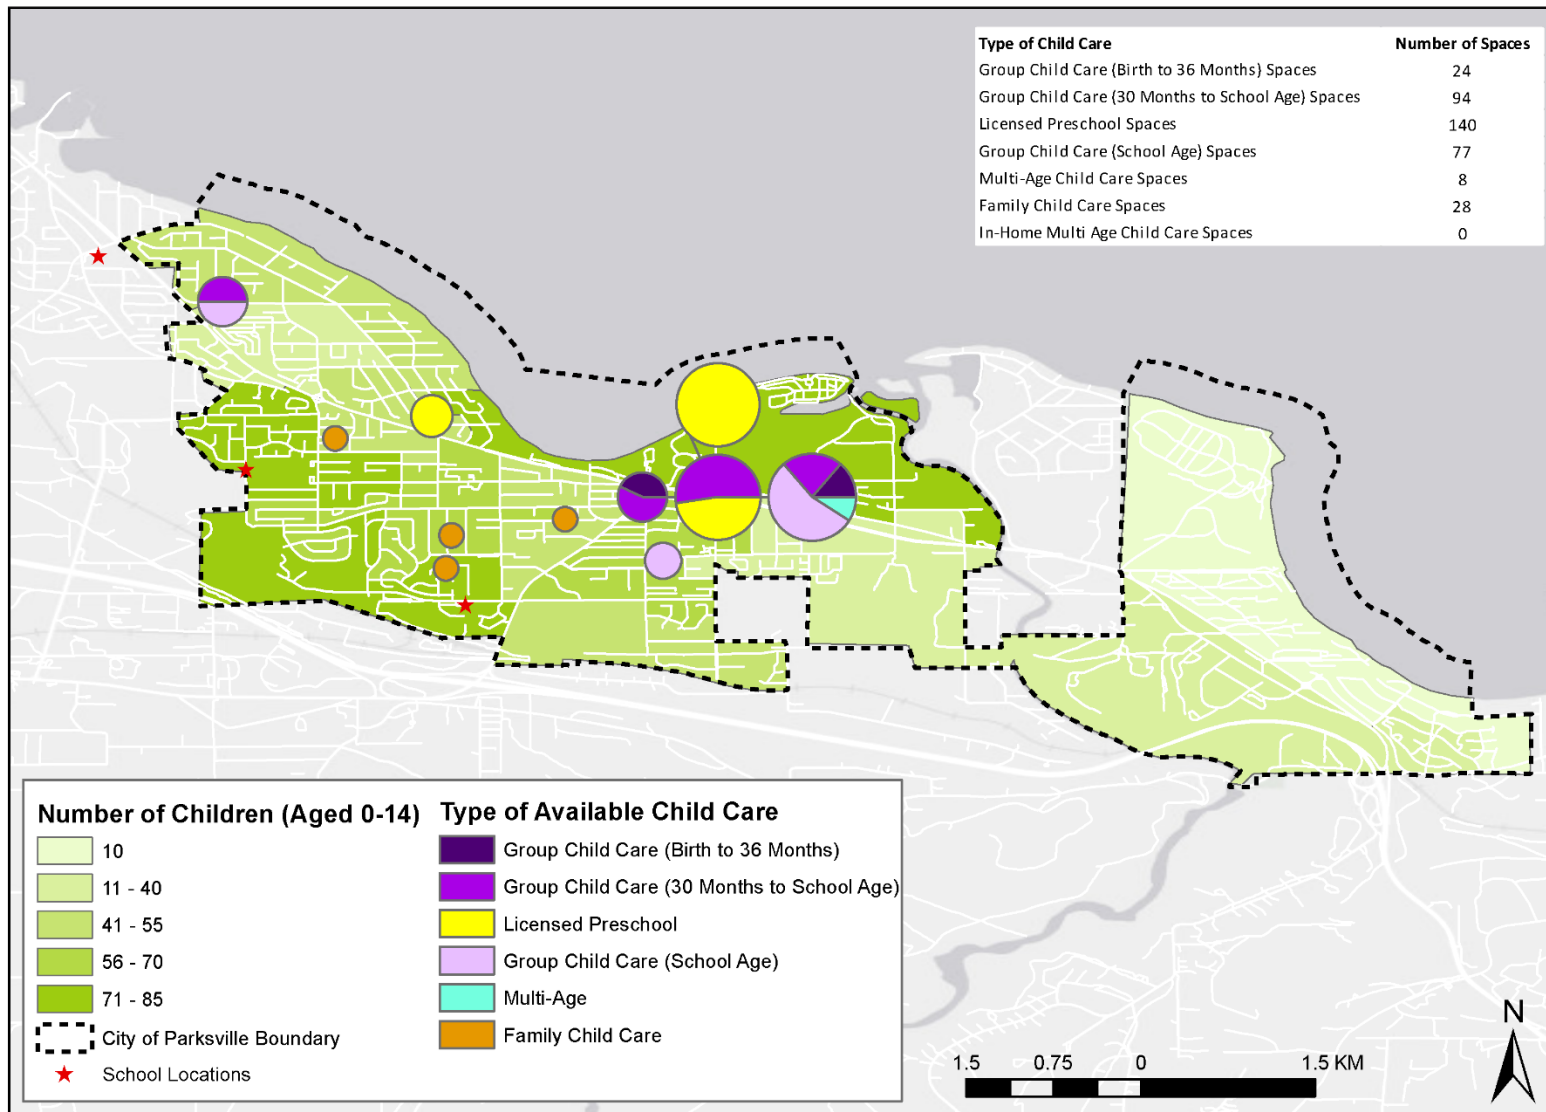 Type of Child Care Number of Spaces
Group Child Care (Birth to 36 Months) Spaces 24
Group Child Care (30 Months to School Age) Spaces 94
Licensed Preschool Spaces 140
Group Child Care (School Age) Spaces 77
Multi-Age Child Care Spaces 8
Family Child Care Spaces 28
In-Home Multi Age Child Care Spaces 0
Number of Children (Aged 0-14)
10
11 - 40
41 - 55
56 - 70
71 - 85
City of Parksville Boundary
School Locations
Type of Available Child Care
Group Child Care (Birth to 36 Months)
Group Child Care (30 Months to School Age)
Licensed Preschool
Group Child Care (School Age)
Multi-Age
Family Child Care
1.5 0.75 0 1.5 KM
N